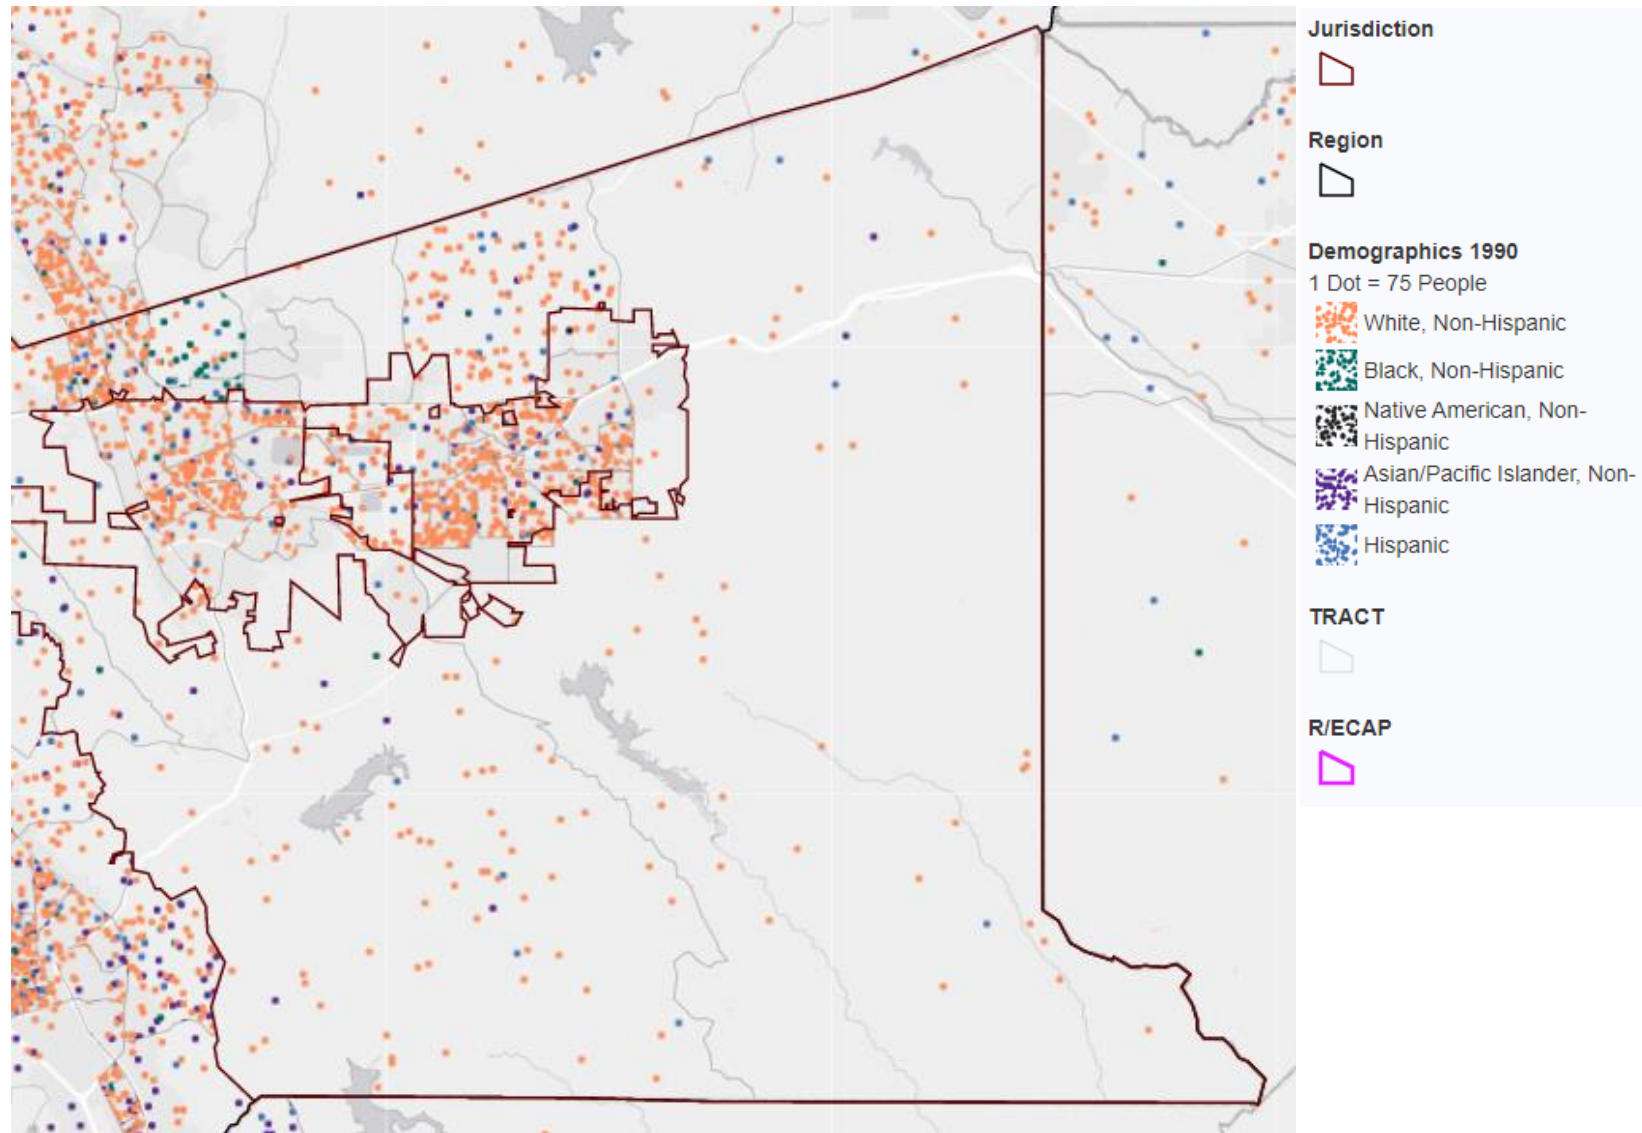 Jurisdiction
Region
Demographics 1990
1 Dot = 75 People
White, Non-Hispanic
Black, Non-Hispanic
Native American, Non-
Hispanic
Asian/Pacific Islander, Non-
Hispanic
Hispanic
TRACT
R/ECAP